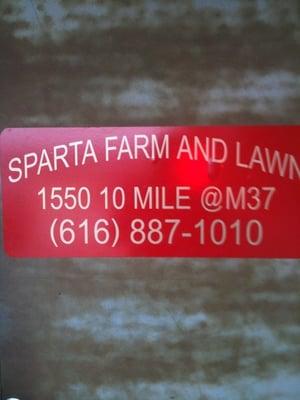 SPARTA FARM AND LAWN
1550 10 MILE @M37
(616) 887-1010